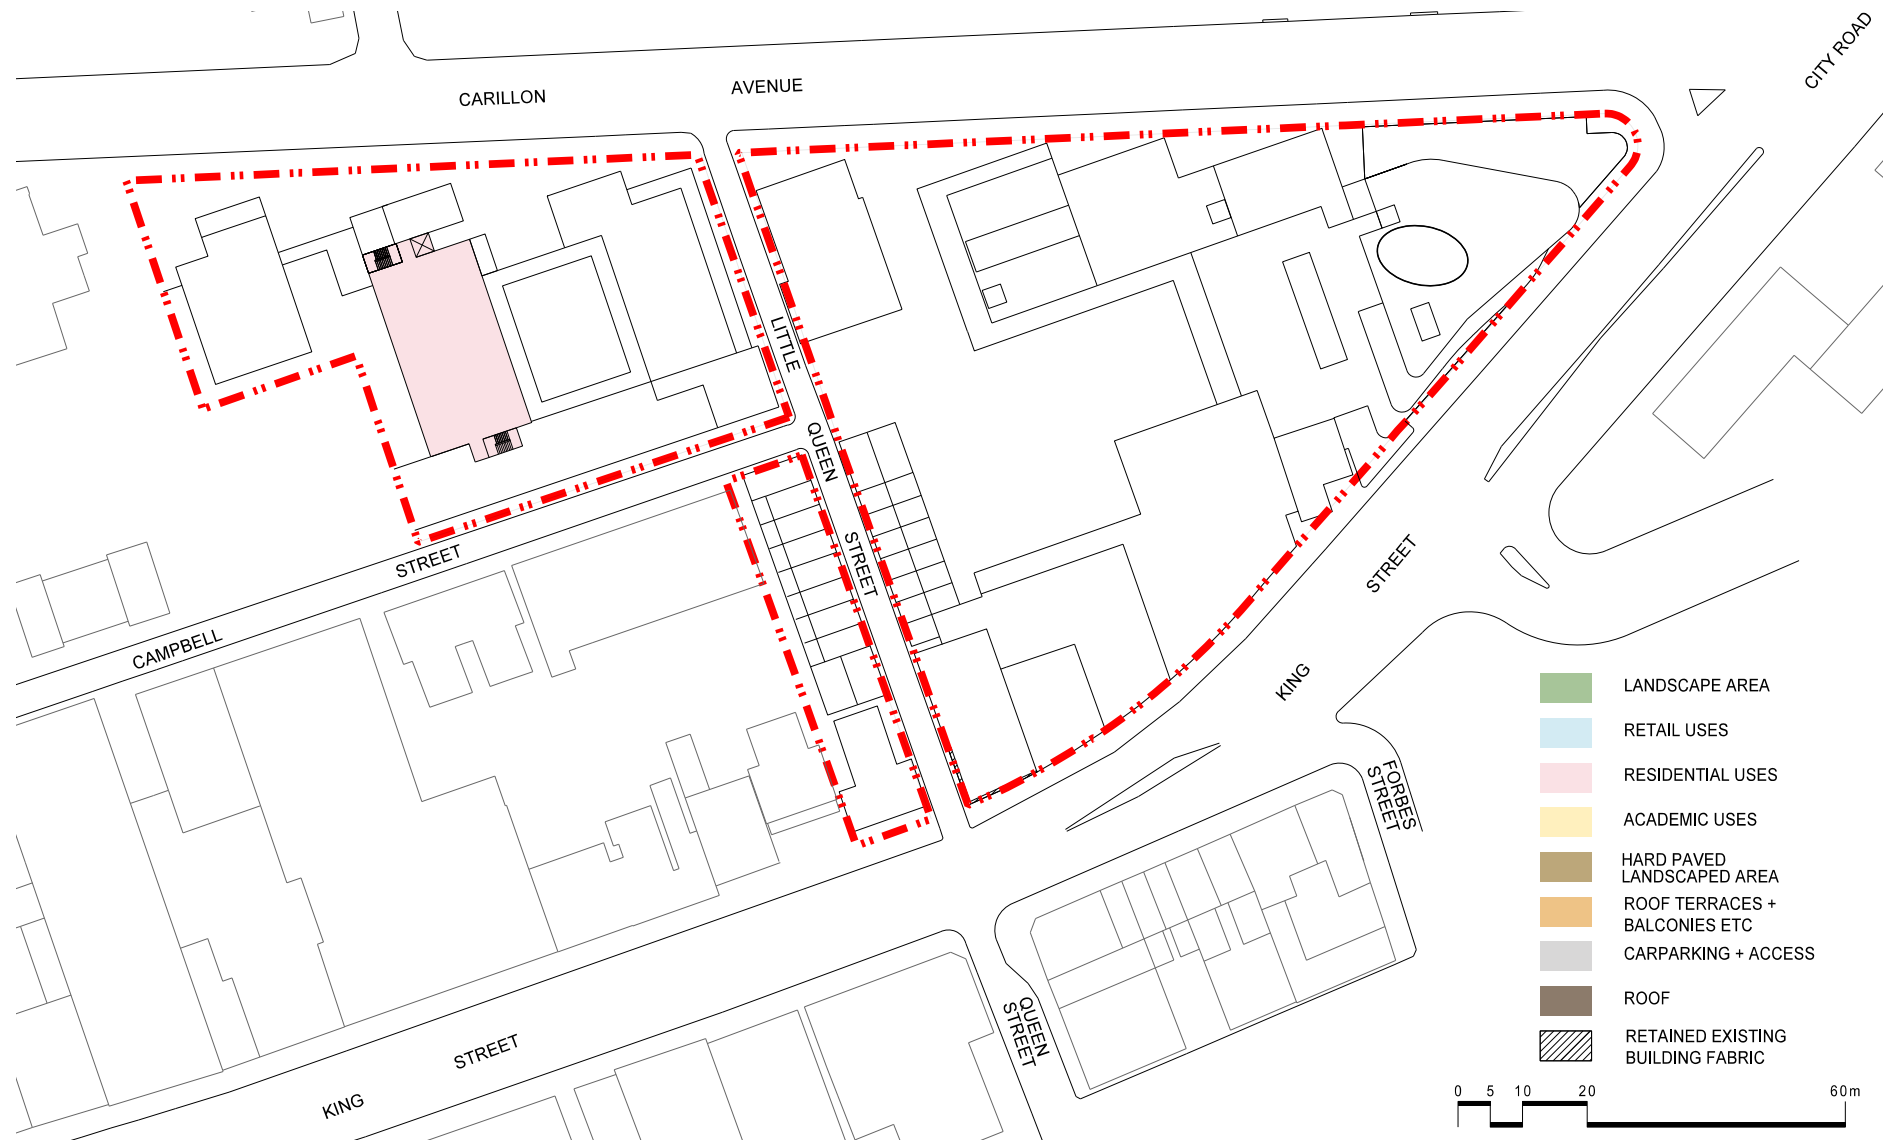 CITY ROAD
CARILLON
AVENUE
LITTLE
QUEEN
STREET
CAMPBELL
STREET
KING
STREET
KING
STREET
QUEEN
STREET
FORBES
STREET
LANDSCAPE AREA
RETAIL USES
RESIDENTIAL USES
ACADEMIC USES
HARD PAVED
LANDSCAPED AREA
ROOF TERRACES +
BALCONIES ETC
CARPARKING + ACCESS
ROOF
RETAINED EXISTING
BUILDING FABRIC
0 5 10 20 60m